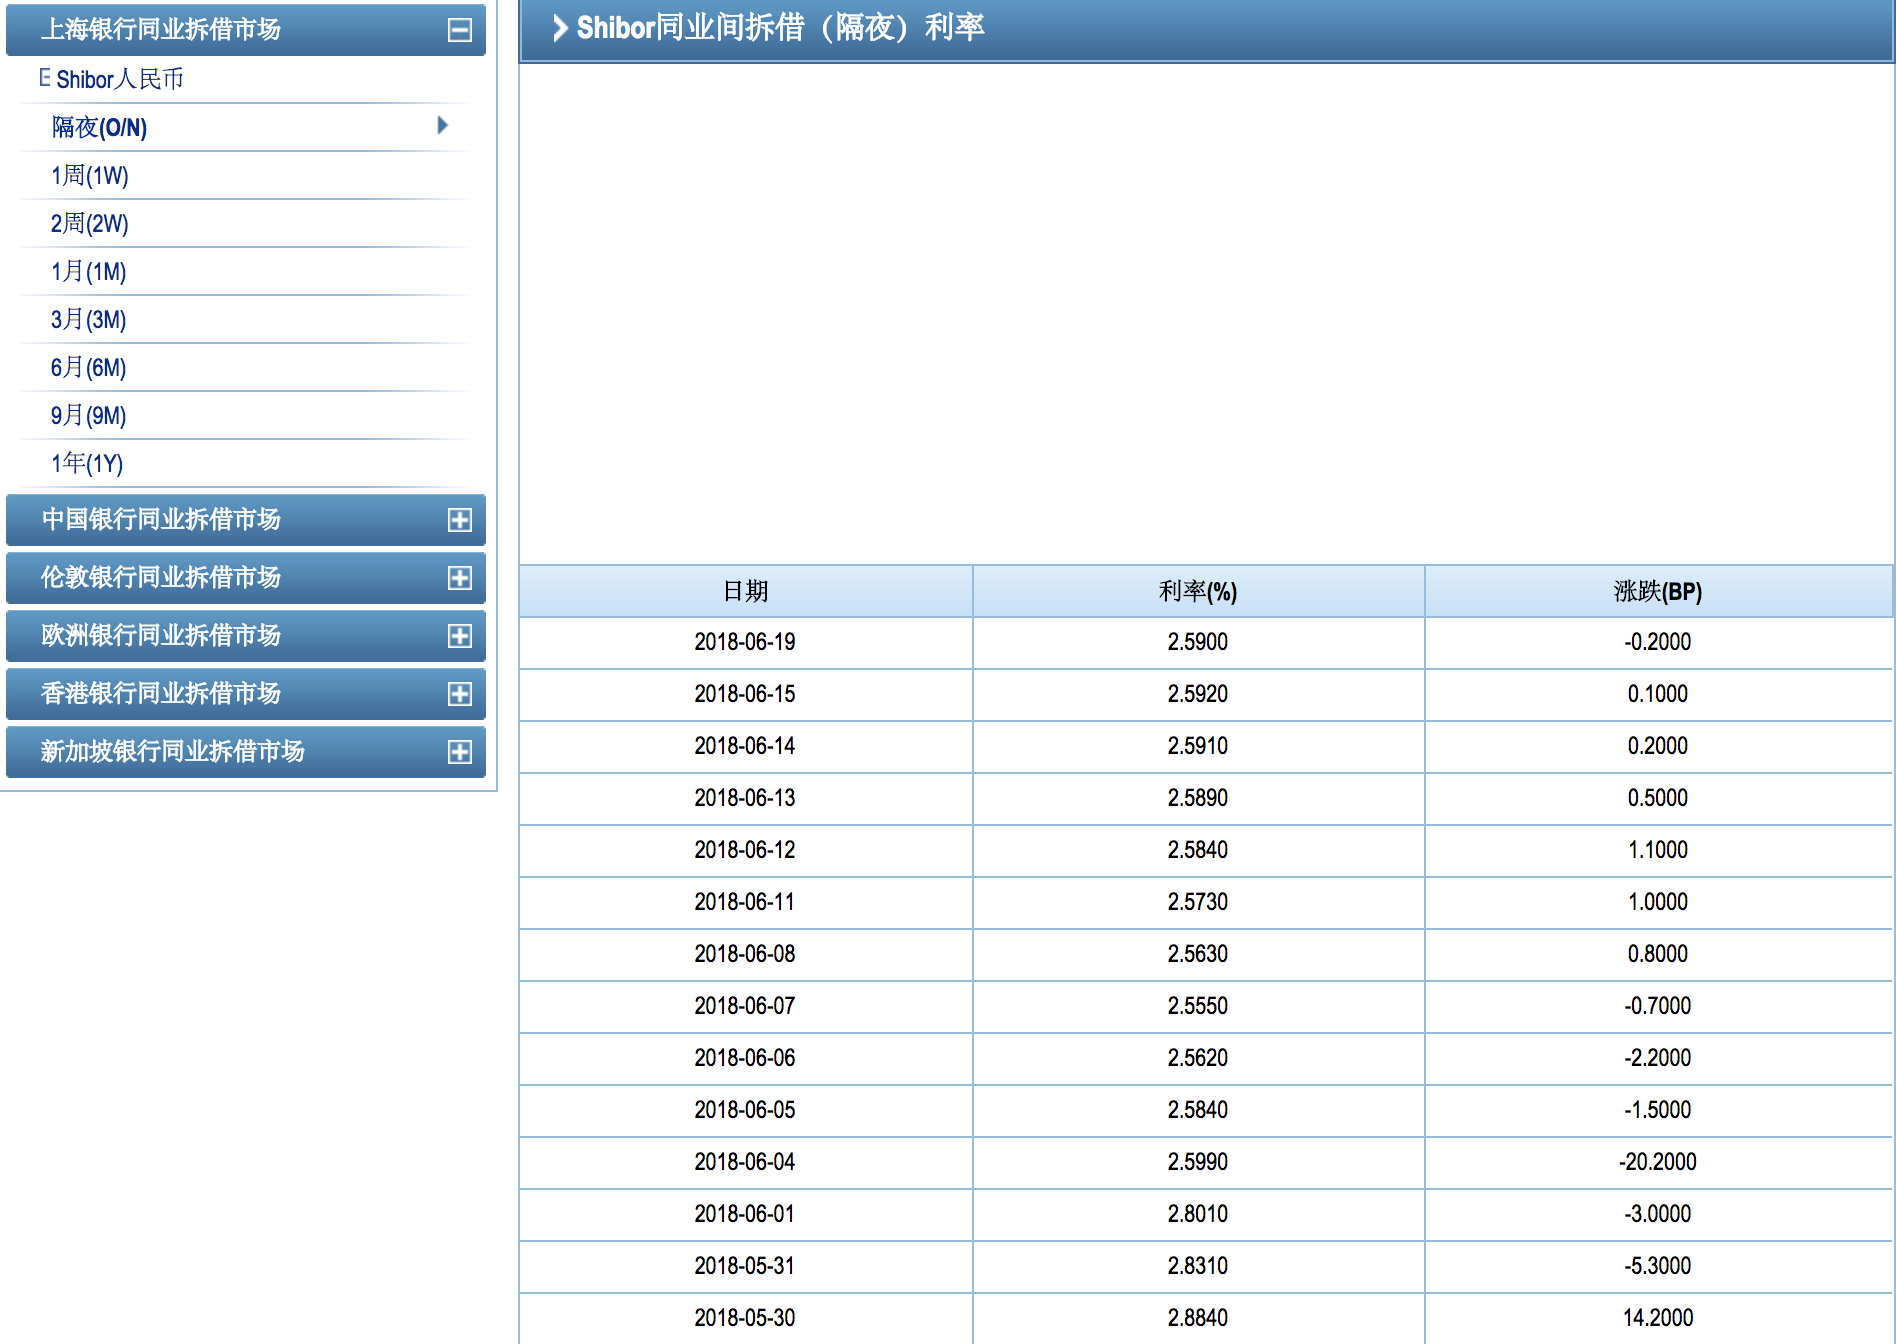 上海银行同业拆借市场
Shibor人民币
隔夜(O/N)
1周(1W)
2周(2W)
1月(1M)
3月(3M)
6月(6M)
9月(9M)
1年(1Y)
中国银行同业拆借市场
伦敦银行同业拆借市场
欧洲银行同业拆借市场
香港银行同业拆借市场
新加坡银行同业拆借市场
Shibor同业间拆借（隔夜）利率
日期 利率(%) 涨跌(BP)
2018-06-19 2.5900 -0.2000
2018-06-15 2.5920 0.1000
2018-06-14 2.5910 0.2000
2018-06-13 2.5890 0.5000
2018-06-12 2.5840 1.1000
2018-06-11 2.5730 1.0000
2018-06-08 2.5630 0.8000
2018-06-07 2.5550 -0.7000
2018-06-06 2.5620 -2.2000
2018-06-05 2.5840 -1.5000
2018-06-04 2.5990 -20.2000
2018-06-01 2.8010 -3.0000
2018-05-31 2.8310 -5.3000
2018-05-30 2.8840 14.2000